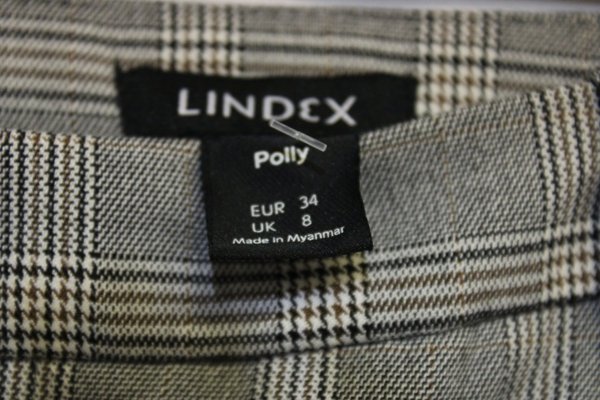 LINDEX
Polly
EUR 34
UK 8
Made in Myanmar